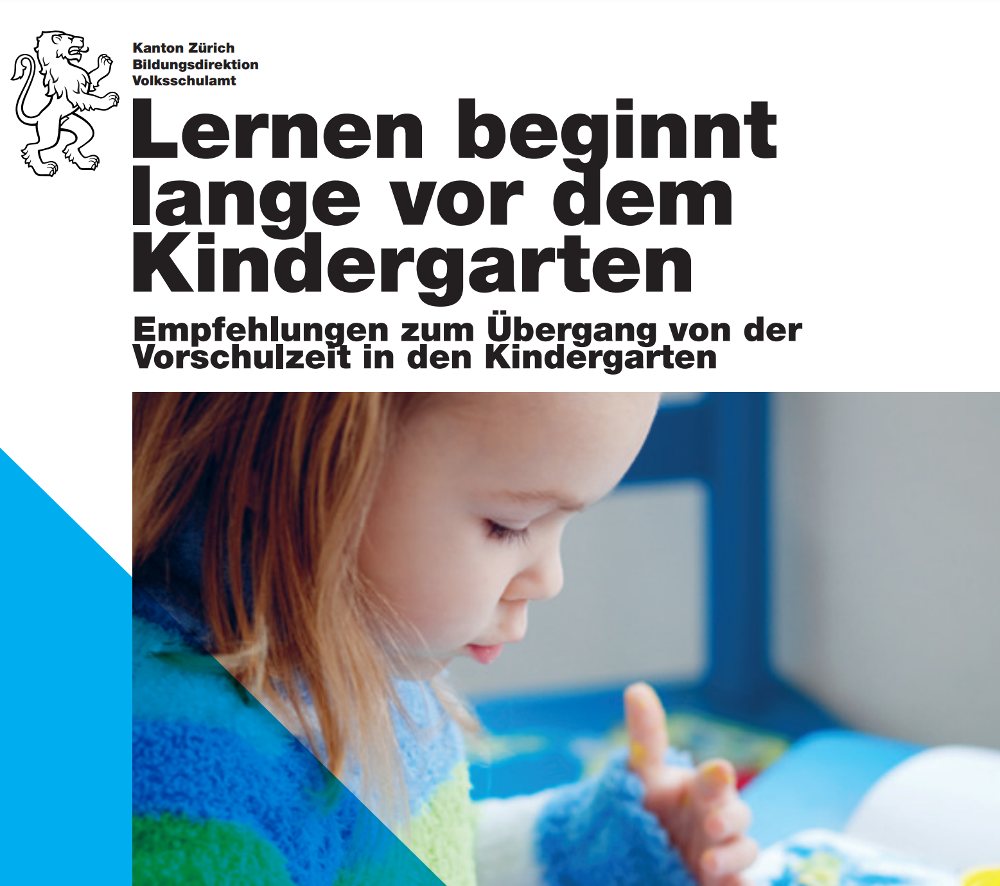 Kanton Zürich
Bildungsdirektion
Volksschulamt
Lernen beginnt
lange vor dem
Kindergarten
Empfehlungen zum Übergang von der
Vorschulzeit in den Kindergarten